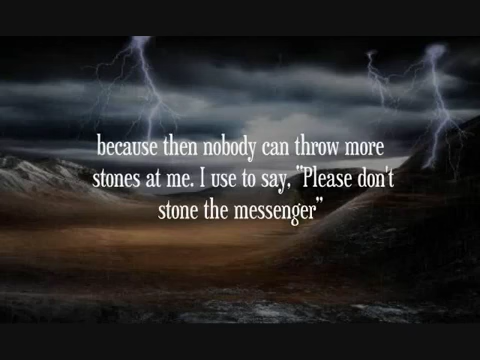 because then nobody can throw more
stones at me. I use to say, "Please don't
stone the messenger"